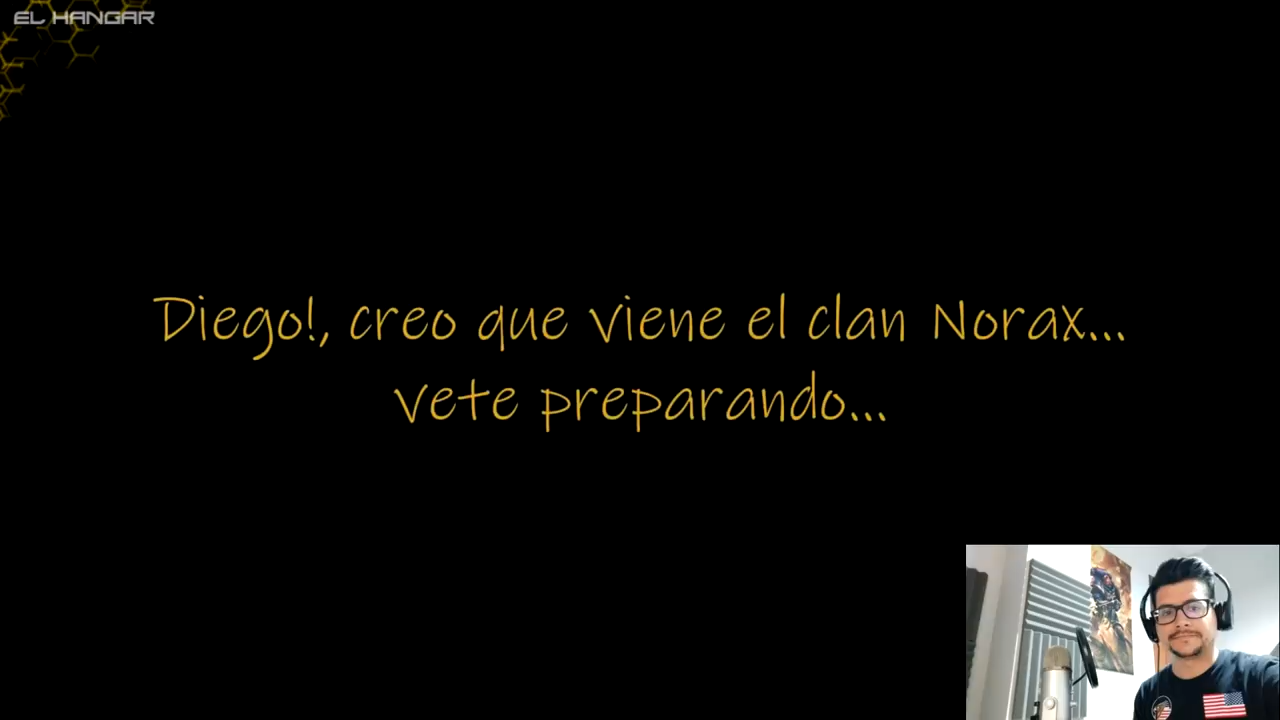 EL HANGAR
Diego!, creo que viene el clan Norax...
vete preparando...